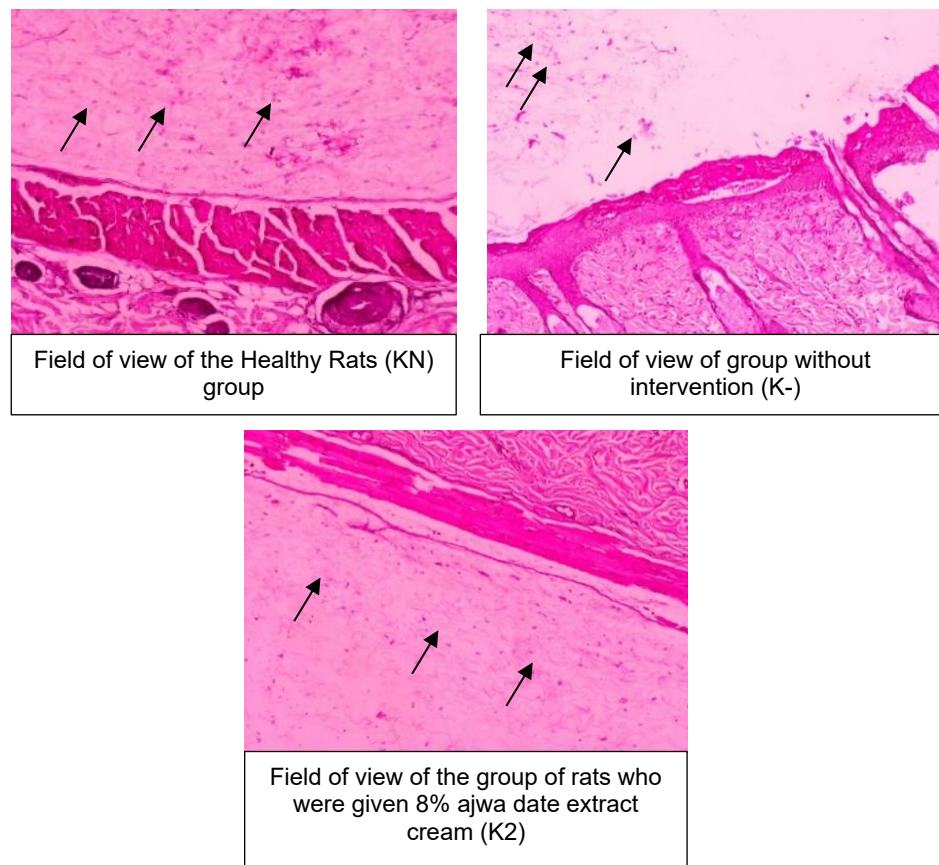 Field of view of the Healthy Rats (KN)
group
Field of view of group without
intervention (K-)
Field of view of the group of rats who
were given 8% ajwa date extract
cream (K2)